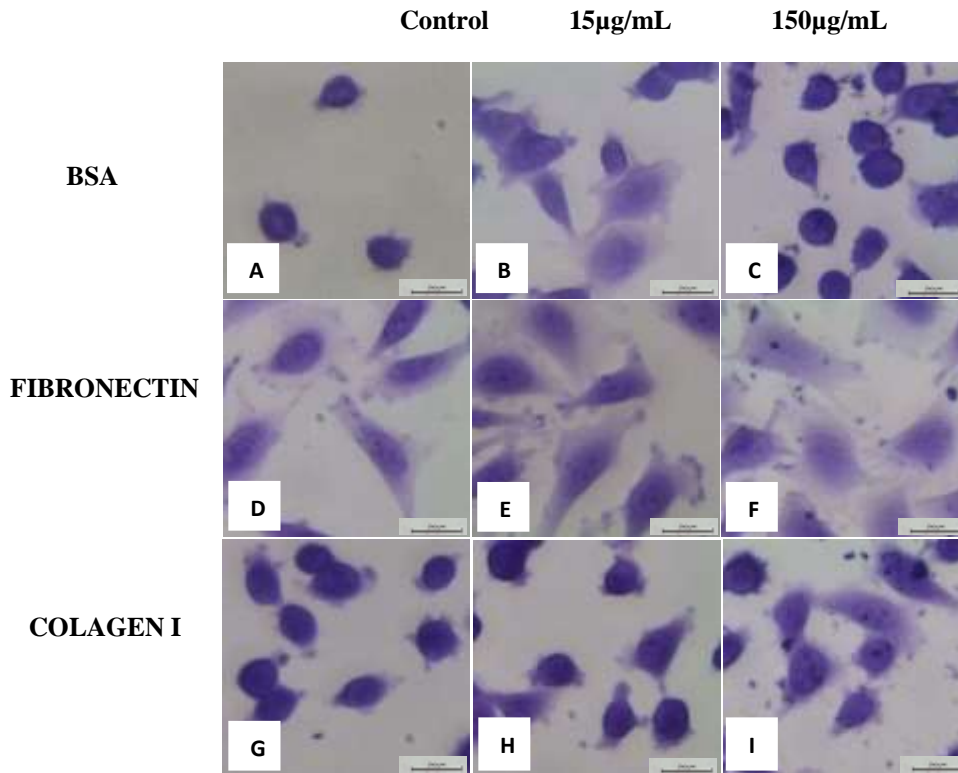 Control 15µg/mL 150µg/mL
BSA
A
B
C
FIBRONECTIN
D
E
F
COLAGEN I
G
H
I